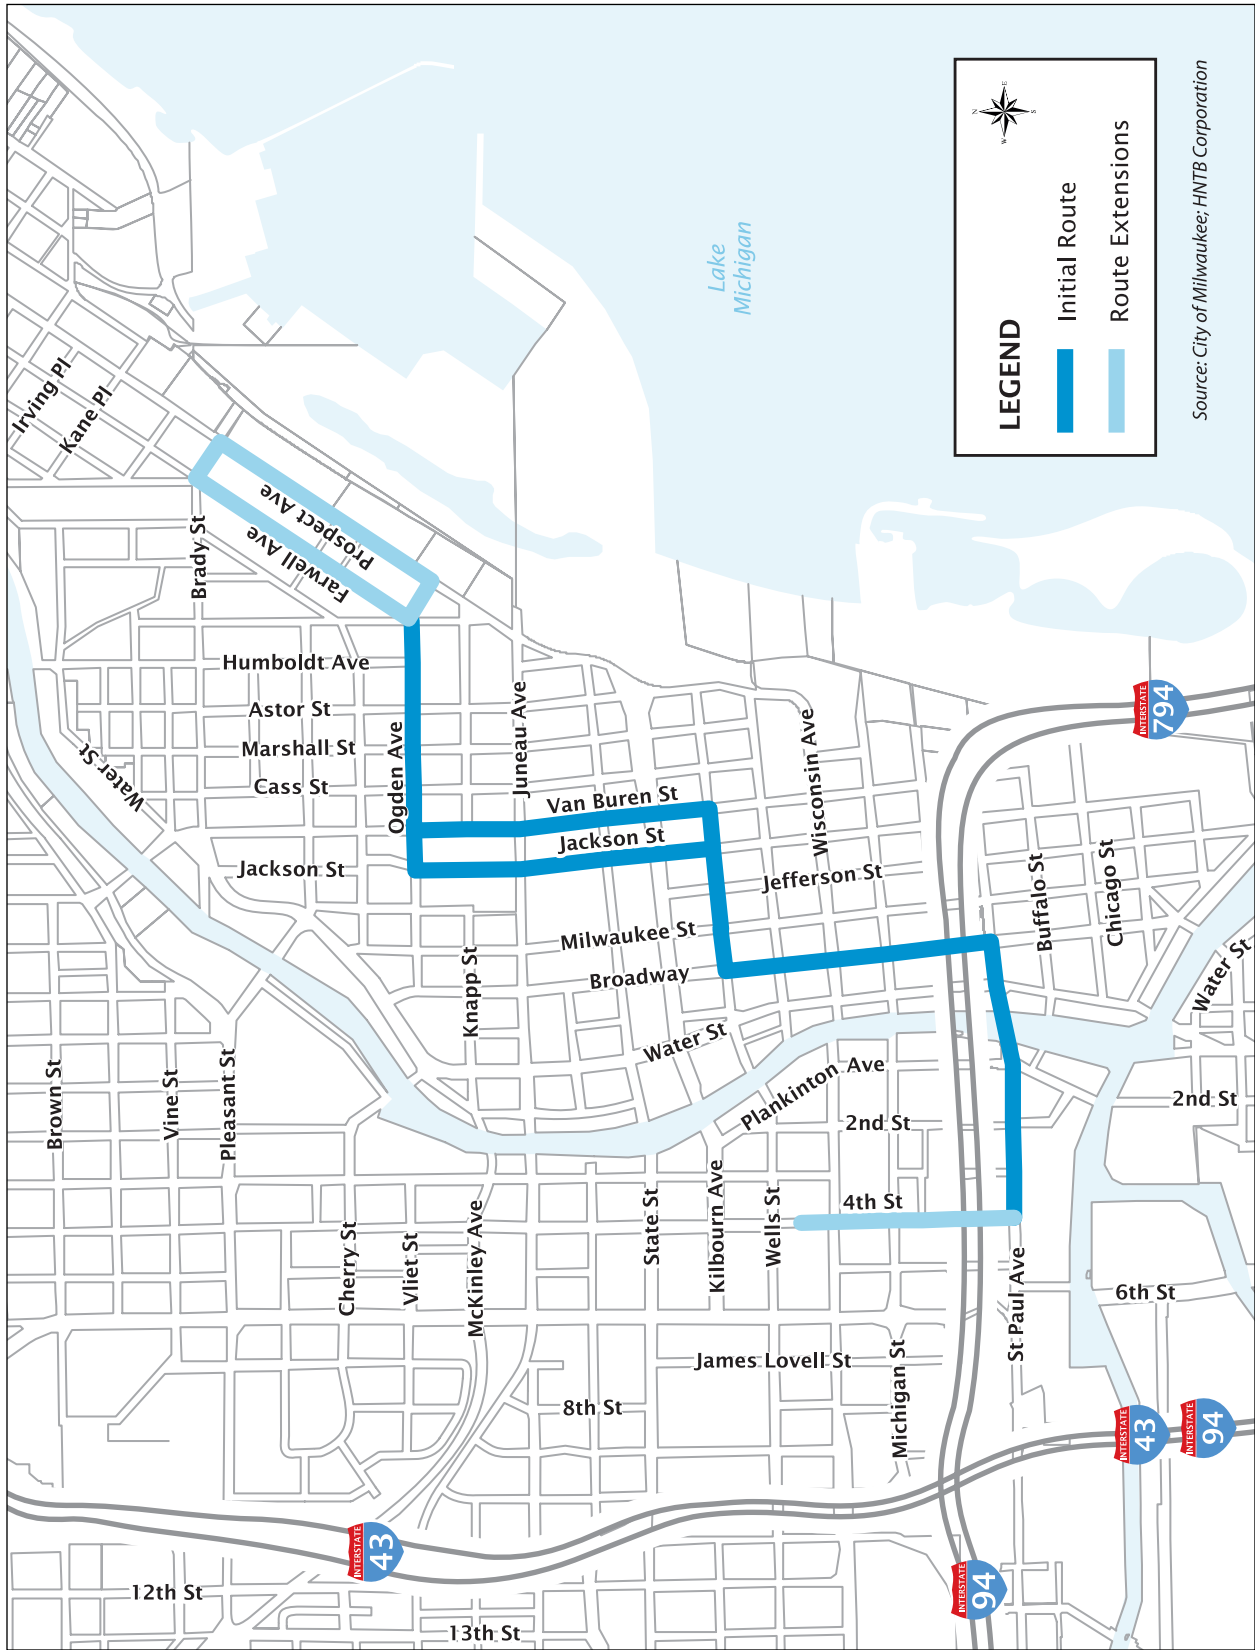 Irving Pl
Kane Pl
Prospect Ave
Farwell Ave
Brady St
Humboldt Ave
Astor St
Marshall St
Cass St
Ogden Ave
Juneau Ave
Water St
Jackson St
Van Buren St
Jackson St
Wisconsin Ave
Jefferson St
Milwaukee St
Broadway
Knapp St
Water St
Buffalo St
Chicago St
Water St
Brown St
Vine St
Pleasant St
Plankinton Ave
2nd St
2nd St
Cherry St
Vliet St
McKinley Ave
State St
Kilbourn Ave
Wells St
4th St
St Paul Ave
6th St
James Lovell St
Michigan St
8th St
12th St
13th St
INTERSTATE
43
INTERSTATE
94
INTERSTATE
43
INTERSTATE
94
INTERSTATE
794
Lake
Michigan
LEGEND
Initial Route
Route Extensions
N
E
S
W
Source: City of Milwaukee; HNTB Corporation